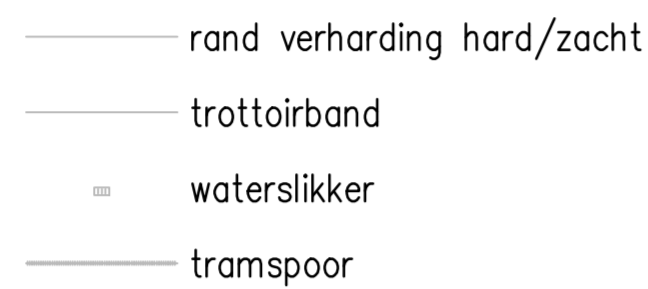 rand verharding hard/zacht
trottoirband
waterslikker
tramspoor